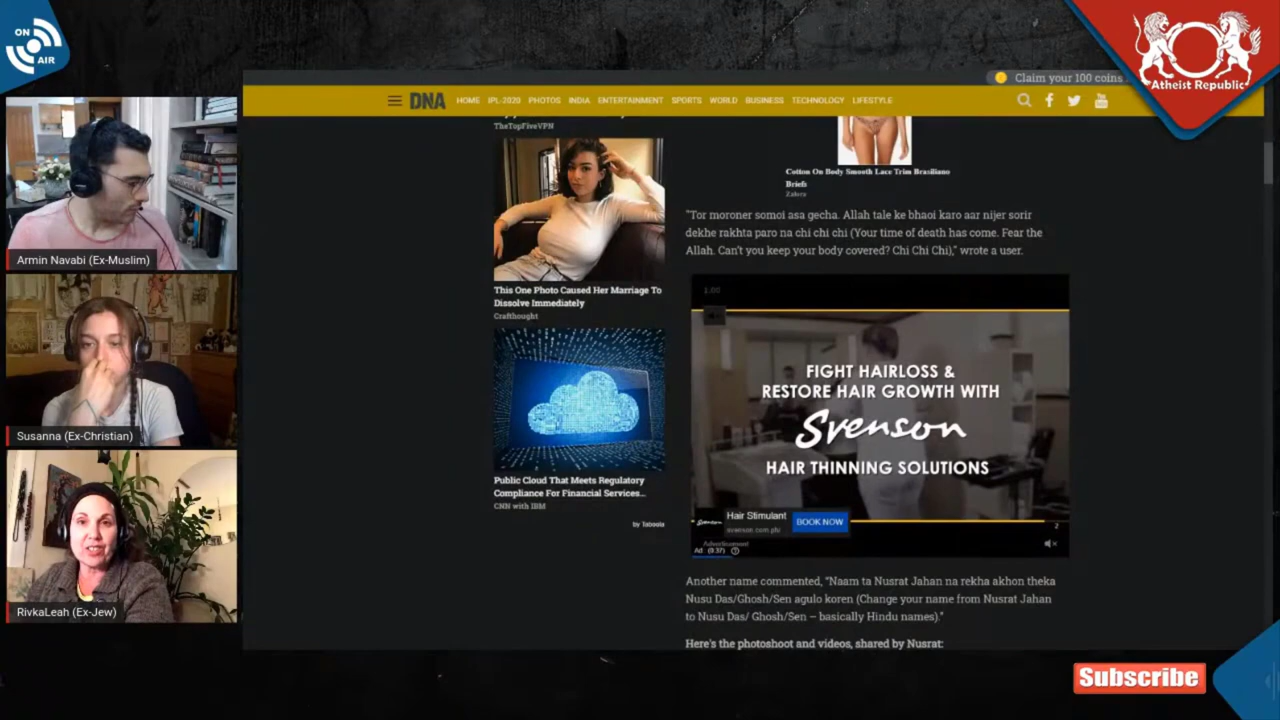 ON
AIR
Armin Navabi (Ex-Muslim)
Susanna (Ex-Christian)
RivkaLeah (Ex-Jew)
Claim your 100 coins
Atheist Republic
DNA HOME IPL-2020 PHOTOS INDIA ENTERTAINMENT SPORTS WORLD BUSINESS TECHNOLOGY LIFESTYLE
TheTopFiveVPN
This One Photo Caused Her Marriage To
Dissolve Immediately
Crafthought
Public Cloud That Meets Regulatory
Compliance For Financial Services...
CNN with IBM
by Taboola
Cotton On Body Smooth Lace Trim Brasiliano
Briefs
Zalora
"Tor moroner somoi asa gecha. Allah tale ke bhaoi karo aar nijer sorir
dekhe rakhta paro na chi chi chi (Your time of death has come. Fear the
Allah. Can't you keep your body covered? Chi Chi Chi)," wrote a user.
1.00
FIGHT HAIRLOSS &
RESTORE HAIR GROWTH WITH
Svenson
HAIR THINNING SOLUTIONS
Svenson
Hair Stimulant
svenson.com.ph/
BOOK NOW
2
Advertisement
Ad (0:37)
Another name commented, "Naam ta Nusrat Jahan na rekha akhon theka
Nusu Das/Ghosh/Sen agulo koren (Change your name from Nusrat Jahan
to Nusu Das/ Ghosh/Sen – basically Hindu names)."
Here's the photoshoot and videos, shared by Nusrat:
Subscribe